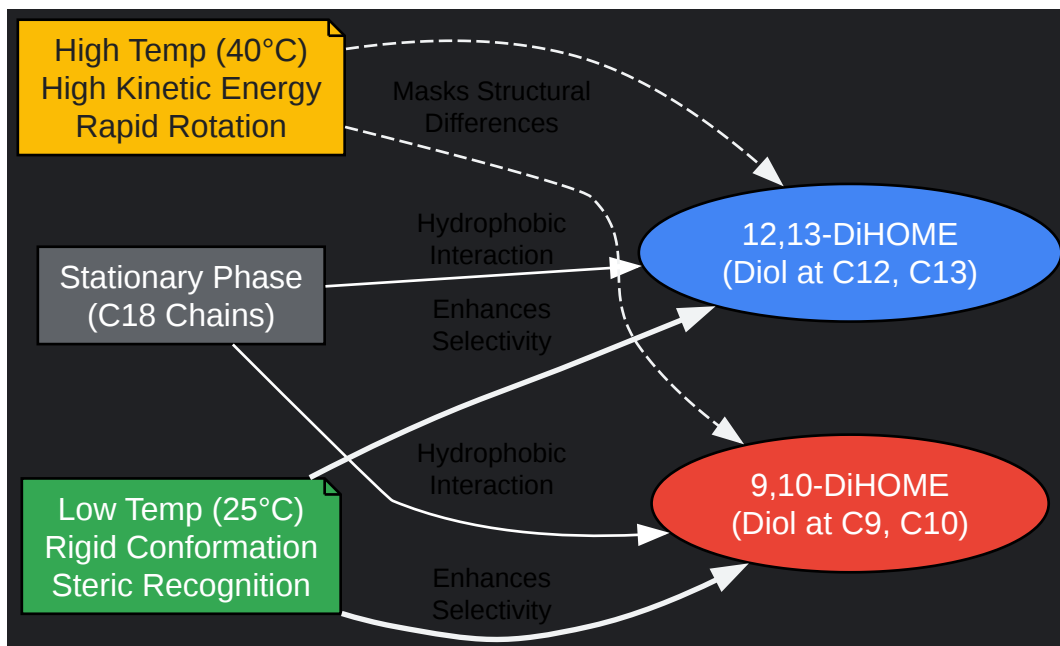 High Temp (40°C)
High Kinetic Energy
Rapid Rotation
Masks Structural
Differences
12,13-DiHOME
(Diol at C12, C13)
Hydrophobic
Interaction
Stationary Phase
(C18 Chains)
Enhances
Selectivity
Hydrophobic
Interaction
9,10-DiHOME
(Diol at C9, C10)
Low Temp (25°C)
Rigid Conformation
Steric Recognition
Enhances
Selectivity